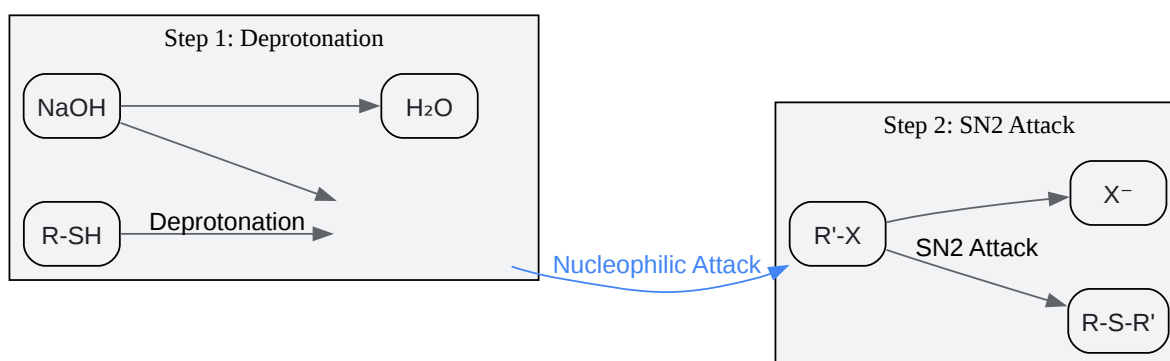 Step 1: Deprotonation
NaOH
H₂O
R-SH
Deprotonation
Nucleophilic Attack
Step 2: SN2 Attack
R'-X
X⁻
SN2 Attack
R-S-R'